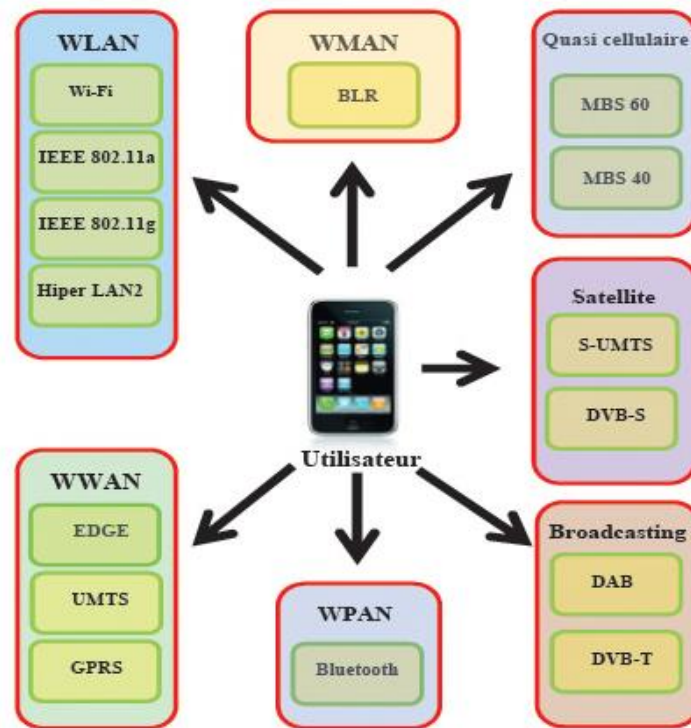 WLAN
Wi-Fi
IEEE 802.11a
IEEE 802.11g
Hiper LAN2
WMAN
BLR
Quasi cellulaire
MBS 60
MBS 40
Satellite
S-UMTS
DVB-S
Utilisateur
WWAN
EDGE
UMTS
GPRS
WPAN
Bluetooth
Broadcasting
DAB
DVB-T